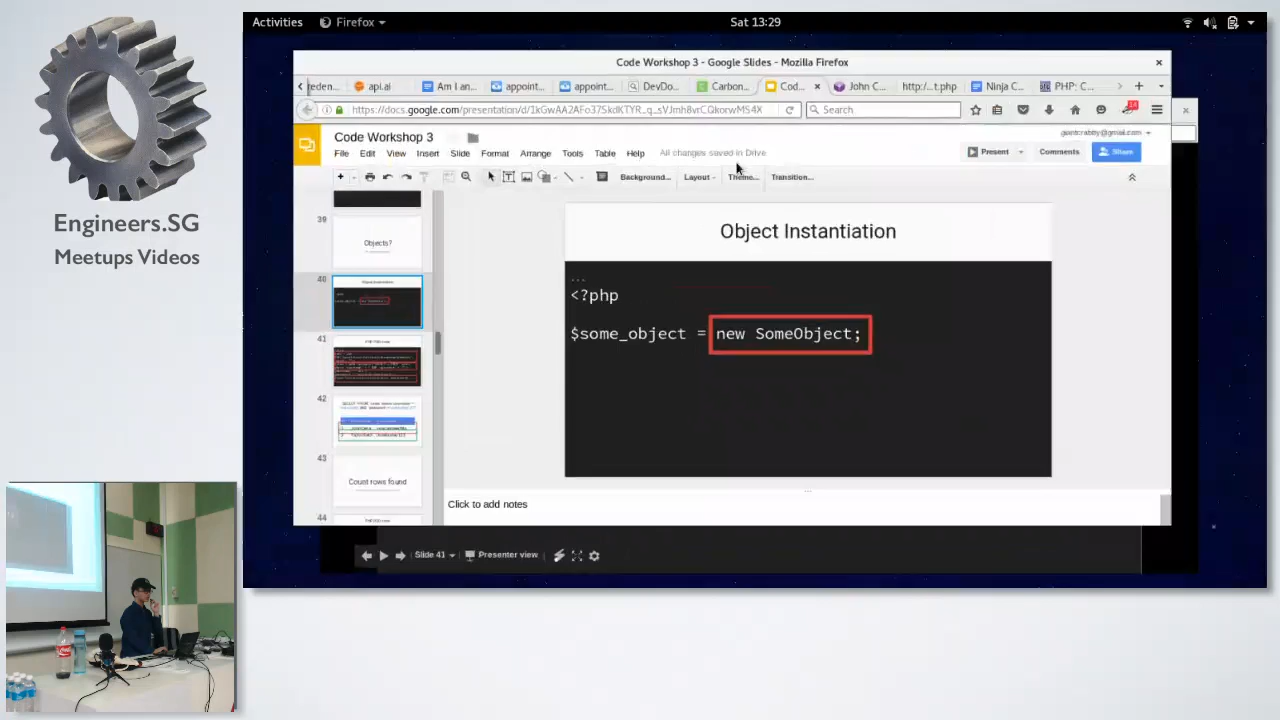 Activities
Firefox
Sat 13:29
Engineers.SG
Meetups Videos
Code Workshop 3 - Google Slides - Mozilla Firefox
reden...
api.ai
Am I an...
appoint...
appoint...
DevDo...
Carbon...
Cod...
John C...
http:...t.php
Ninja C...
PHP: C...
Search
Code Workshop 3
File Edit View Insert Slide Format Arrange Tools Table Help
All changes saved in Drive
Present
Comments
Share
Background...
Layout
Theme...
Transition...
39
Objects?
40
41
42
43
Count rows found
44
Object Instantiation
...
<?php
$some_object = new SomeObject;
Click to add notes
Slide 41
Presenter view